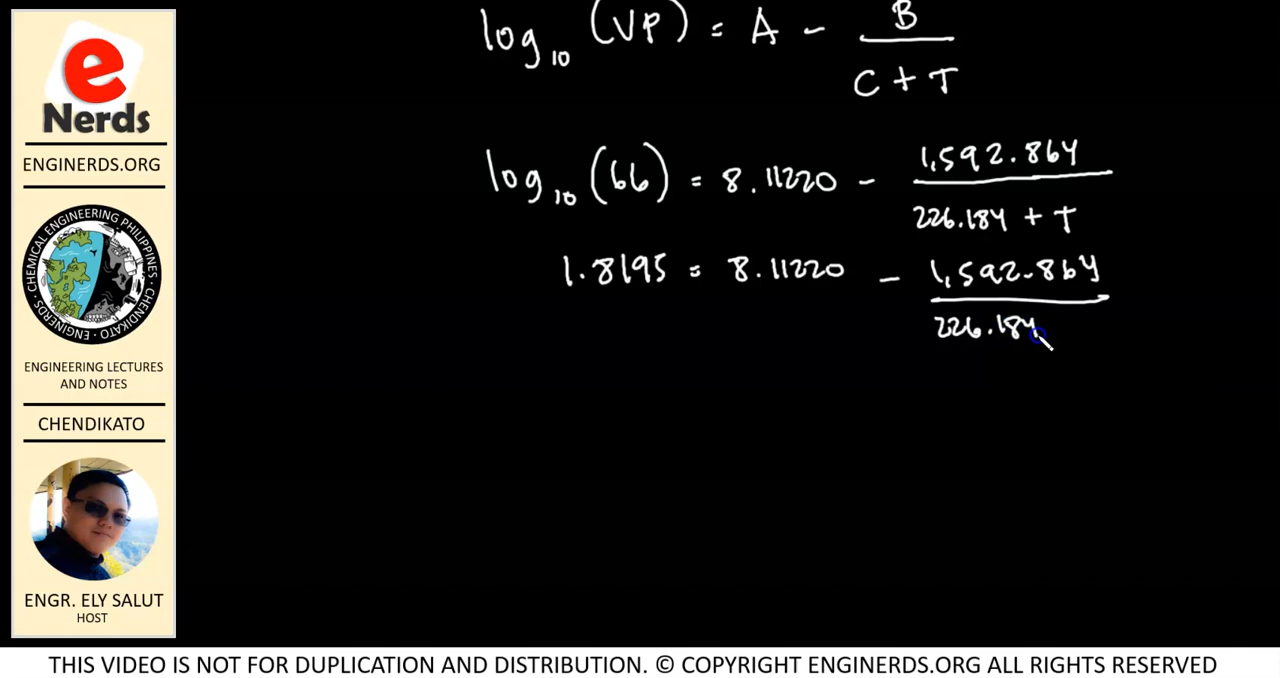 e
Nerds
ENGINERDS.ORG
CHEMICAL ENGINEERING PHILIPPINES
CHENDIKATO ENGINERDS
ENGINEERING LECTURES
AND NOTES
CHENDIKATO
ENGR. ELY SALUT
HOST
log₁₀ (VP) = A - B / (C + T)
log₁₀ (66) = 8.11220 - 1,592.864 / (226.184 + T)
1.8195 = 8.11220 - 1,592.864 / 226.184
THIS VIDEO IS NOT FOR DUPLICATION AND DISTRIBUTION. © COPYRIGHT ENGINERDS.ORG ALL RIGHTS RESERVED